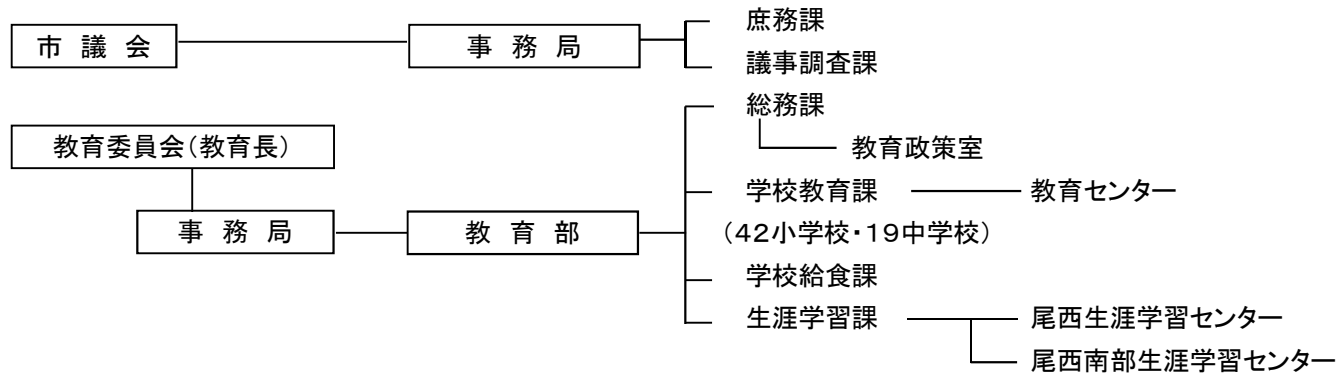 庶務課
市 議 会 事 務 局
議事調査課
総務課
教育委員会(教育長) 教育政策室
学校教育課 教育センター
事 務 局 教 育 部 (42小学校・19中学校)
学校給食課
生涯学習課 尾西生涯学習センター
尾西南部生涯学習センター